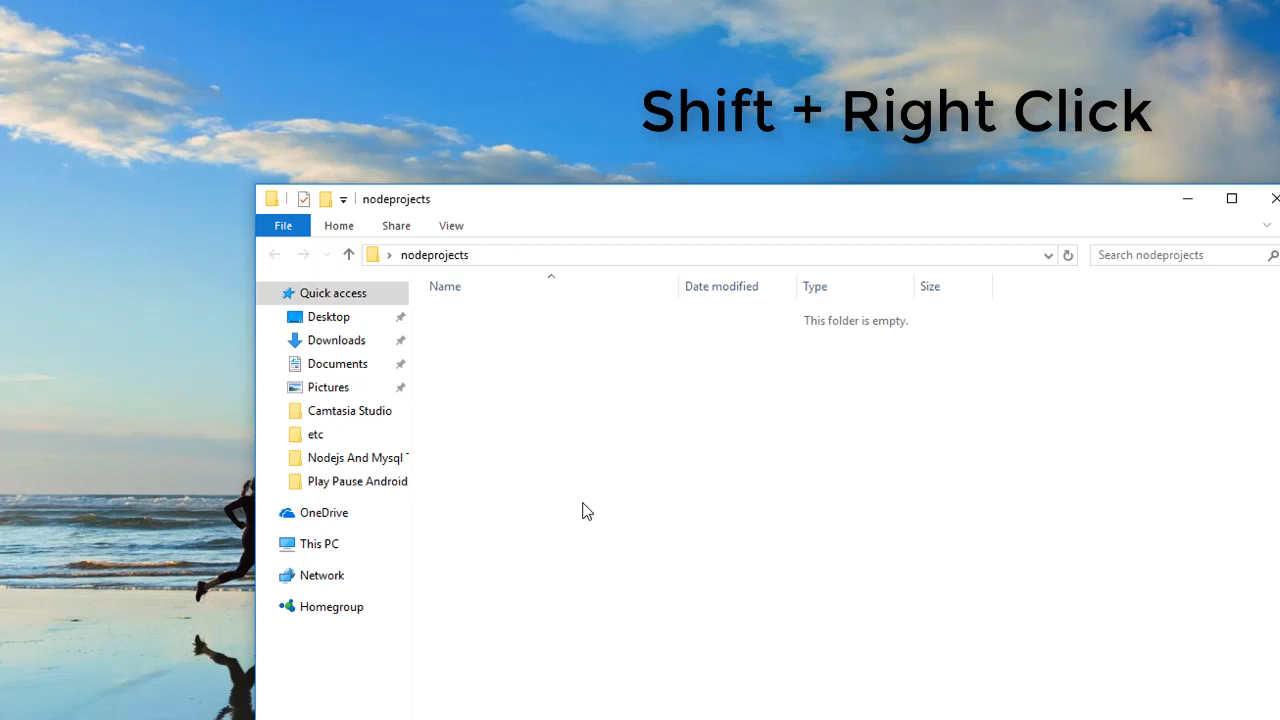 Shift + Right Click
nodeprojects
File Home Share View
nodeprojects
Search nodeprojects
Name Date modified Type Size
This folder is empty.
Quick access
Desktop
Downloads
Documents
Pictures
Camtasia Studio
etc
Nodejs And Mysql
Play Pause Android
OneDrive
This PC
Network
Homegroup